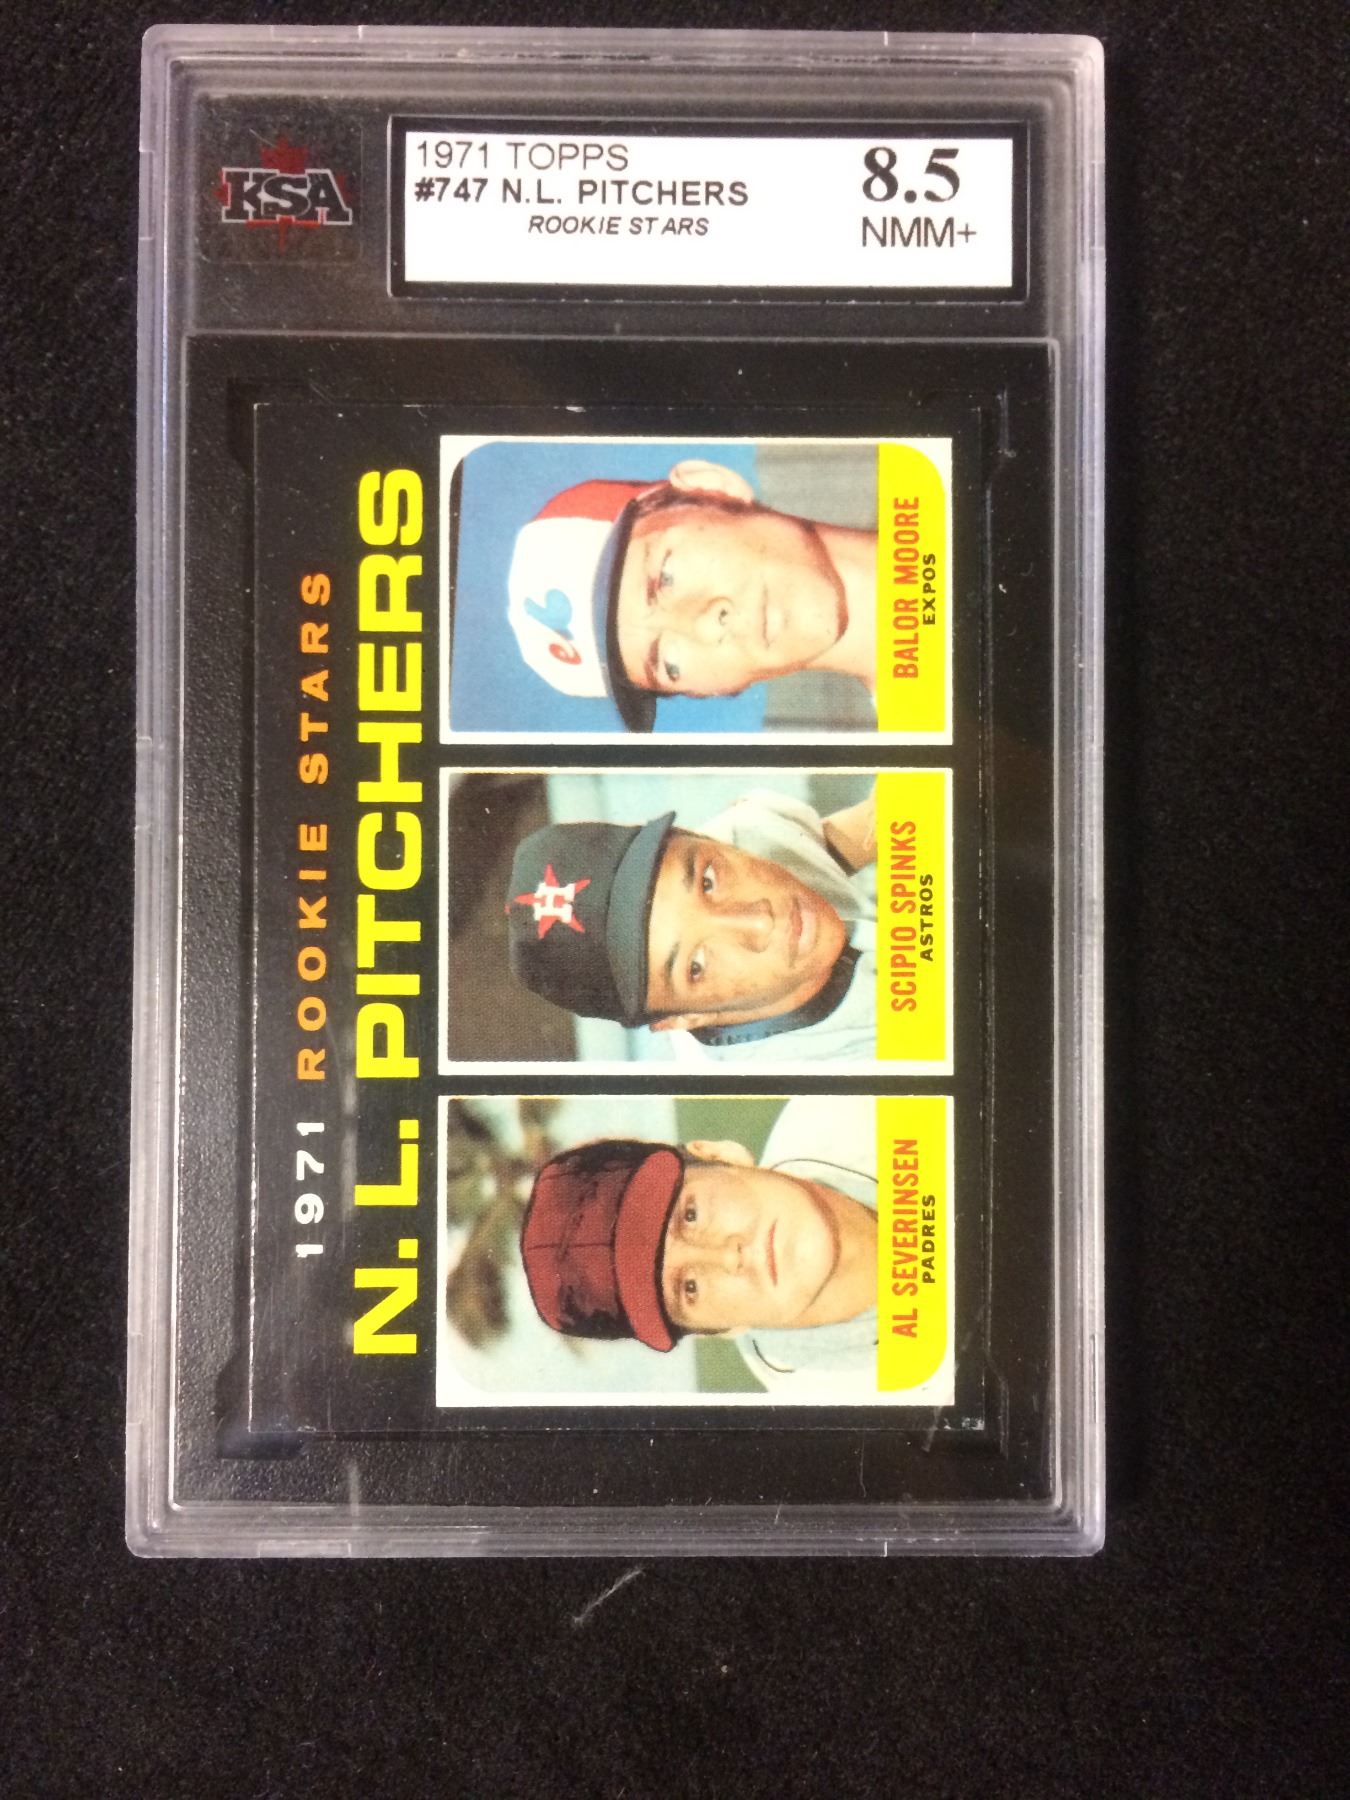 KSA
1971 TOPPS
#747 N.L. PITCHERS
ROOKIE STARS
8.5
NMM+
1971 ROOKIE STARS
N. L. PITCHERS
eb
BALOR MOORE
EXPOS
H
SCIPIO SPINKS
ASTROS
AL SEVERINSEN
PADRES